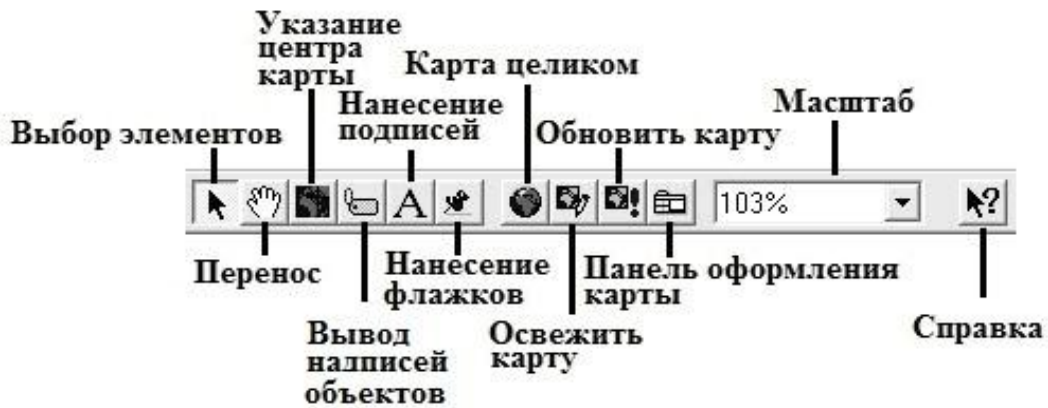 Указание
центра
карты
Карта целиком
Нанесение
подписей
Масштаб
Выбор элементов
Обновить карту
A
103%
?
Перенос
Нанесение
флажков
Панель оформления
карты
Вывод
надписей
объектов
Освежить
карту
Справка